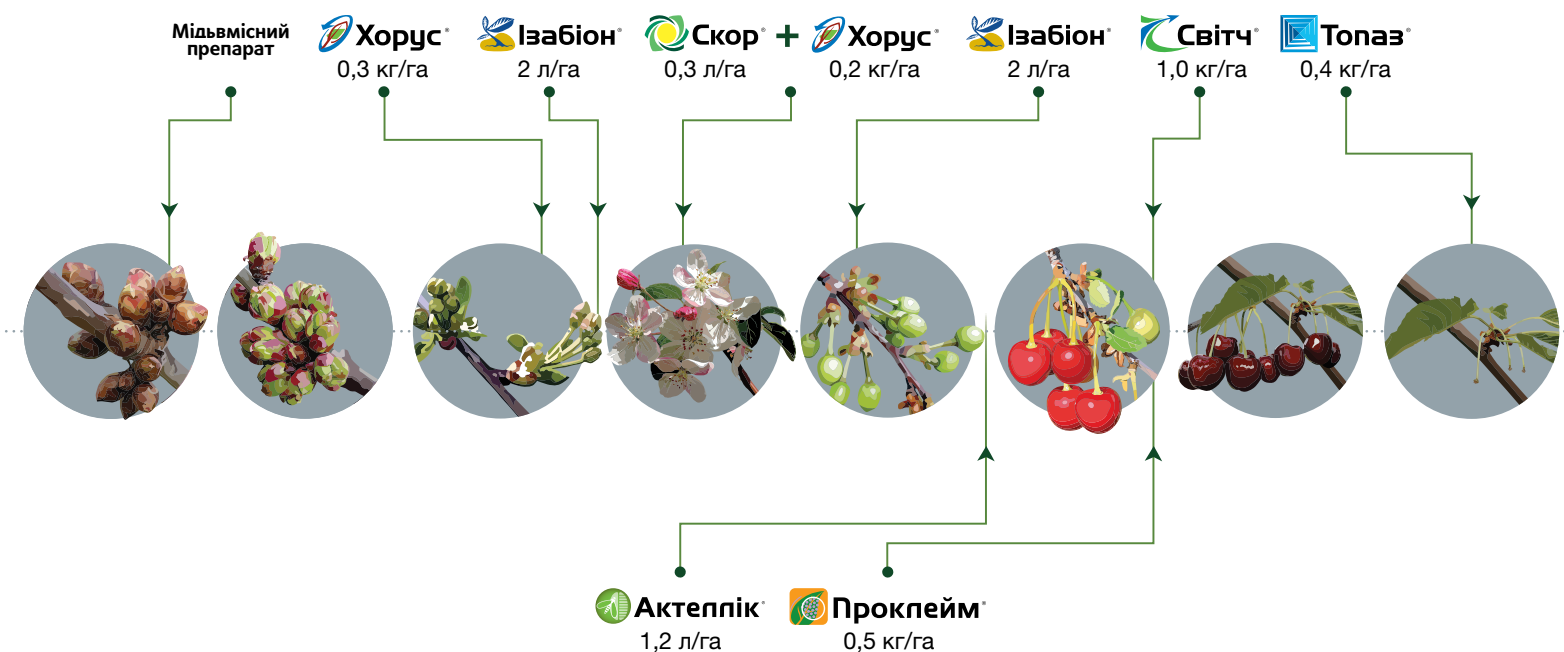 Мідьвмісний
препарат
Хорус®
0,3 кг/га
Ізабіон®
2 л/га
Скор® + Хорус®
0,3 л/га
0,2 кг/га
Ізабіон®
2 л/га
Світч®
1,0 кг/га
Топаз®
0,4 кг/га
Актеллік®
1,2 л/га
Проклейм®
0,5 кг/га